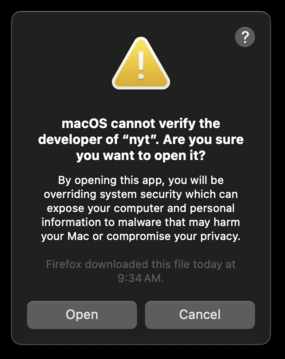 ?
macOS cannot verify the
developer of “nyt”. Are you sure
you want to open it?
By opening this app, you will be
overriding system security which can
expose your computer and personal
information to malware that may harm
your Mac or compromise your privacy.
Firefox downloaded this file today at
9:34 AM.
Open Cancel